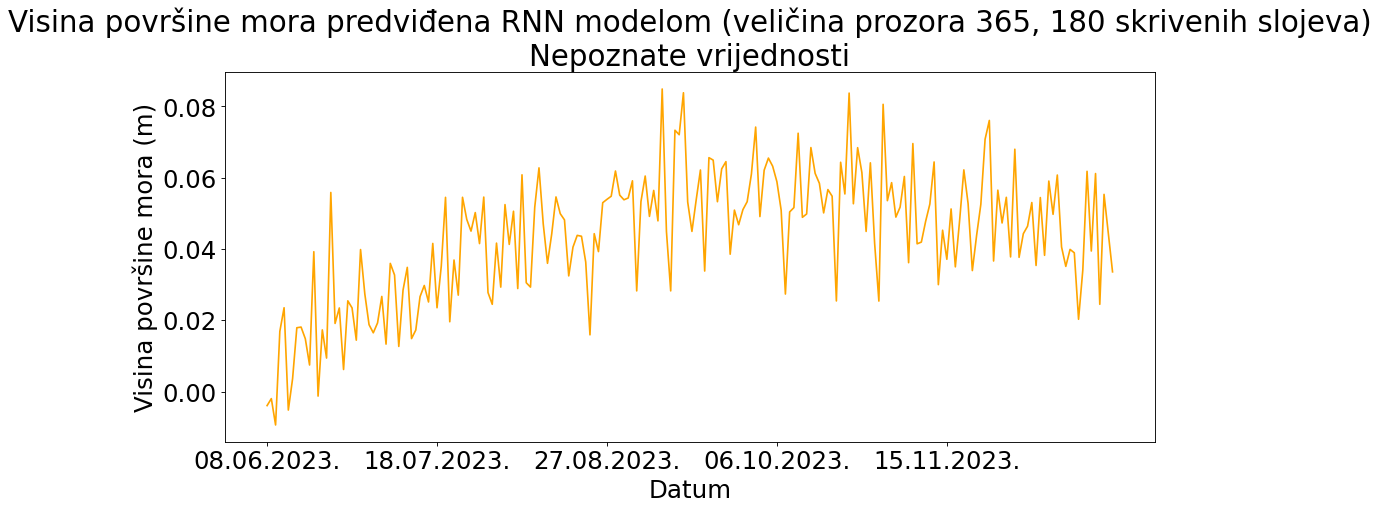 Visina površine mora predviđena RNN modelom (veličina prozora 365, 180 skrivenih slojeva)
Nepoznate vrijednosti
Visina površine mora (m)
0.08
0.06
0.04
0.02
0.00
08.06.2023. 18.07.2023. 27.08.2023. 06.10.2023. 15.11.2023.
Datum